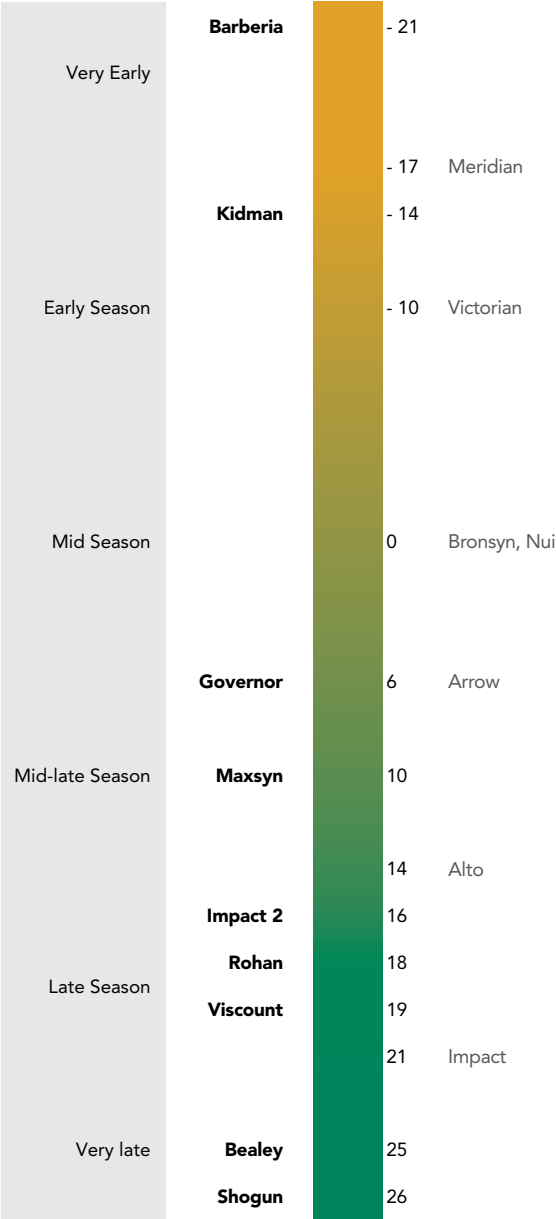 Barberia - 21
Very Early
- 17 Meridian
Kidman - 14
Early Season - 10 Victorian
Mid Season 0 Bronsyn, Nui
Governor 6 Arrow
Mid-late Season Maxsyn 10
14 Alto
Impact 2 16
Rohan 18
Late Season
Viscount 19
21 Impact
Very late Bealey 25
Shogun 26